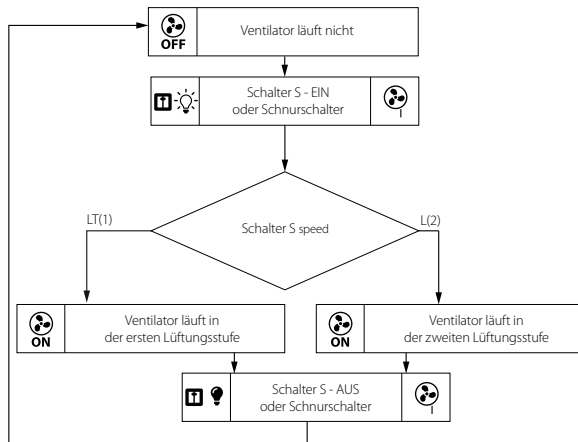 OFF
Ventilator läuft nicht
Schalter S - EIN
oder Schnurschalter
I
Schalter S speed
LT(1)
L(2)
ON
Ventilator läuft in
der ersten Lüftungsstufe
ON
Ventilator läuft in
der zweiten Lüftungsstufe
Schalter S - AUS
oder Schnurschalter
I